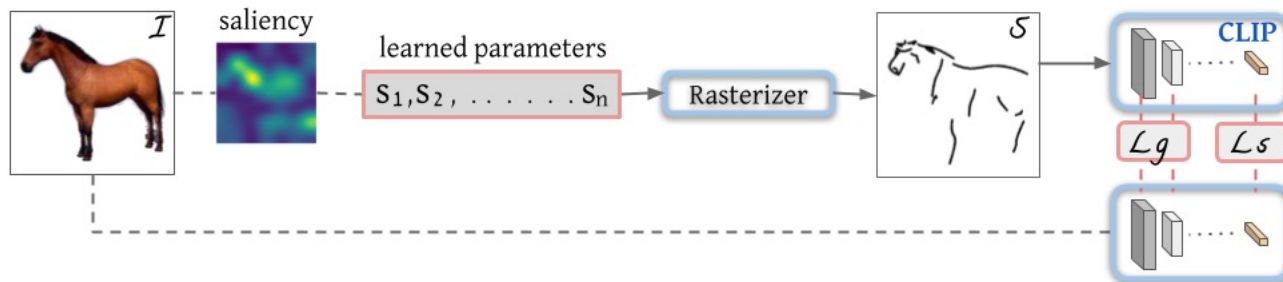 I
saliency
learned parameters
S1,S2, . . . . . . Sn
Rasterizer
S
CLIP
Lg
Ls